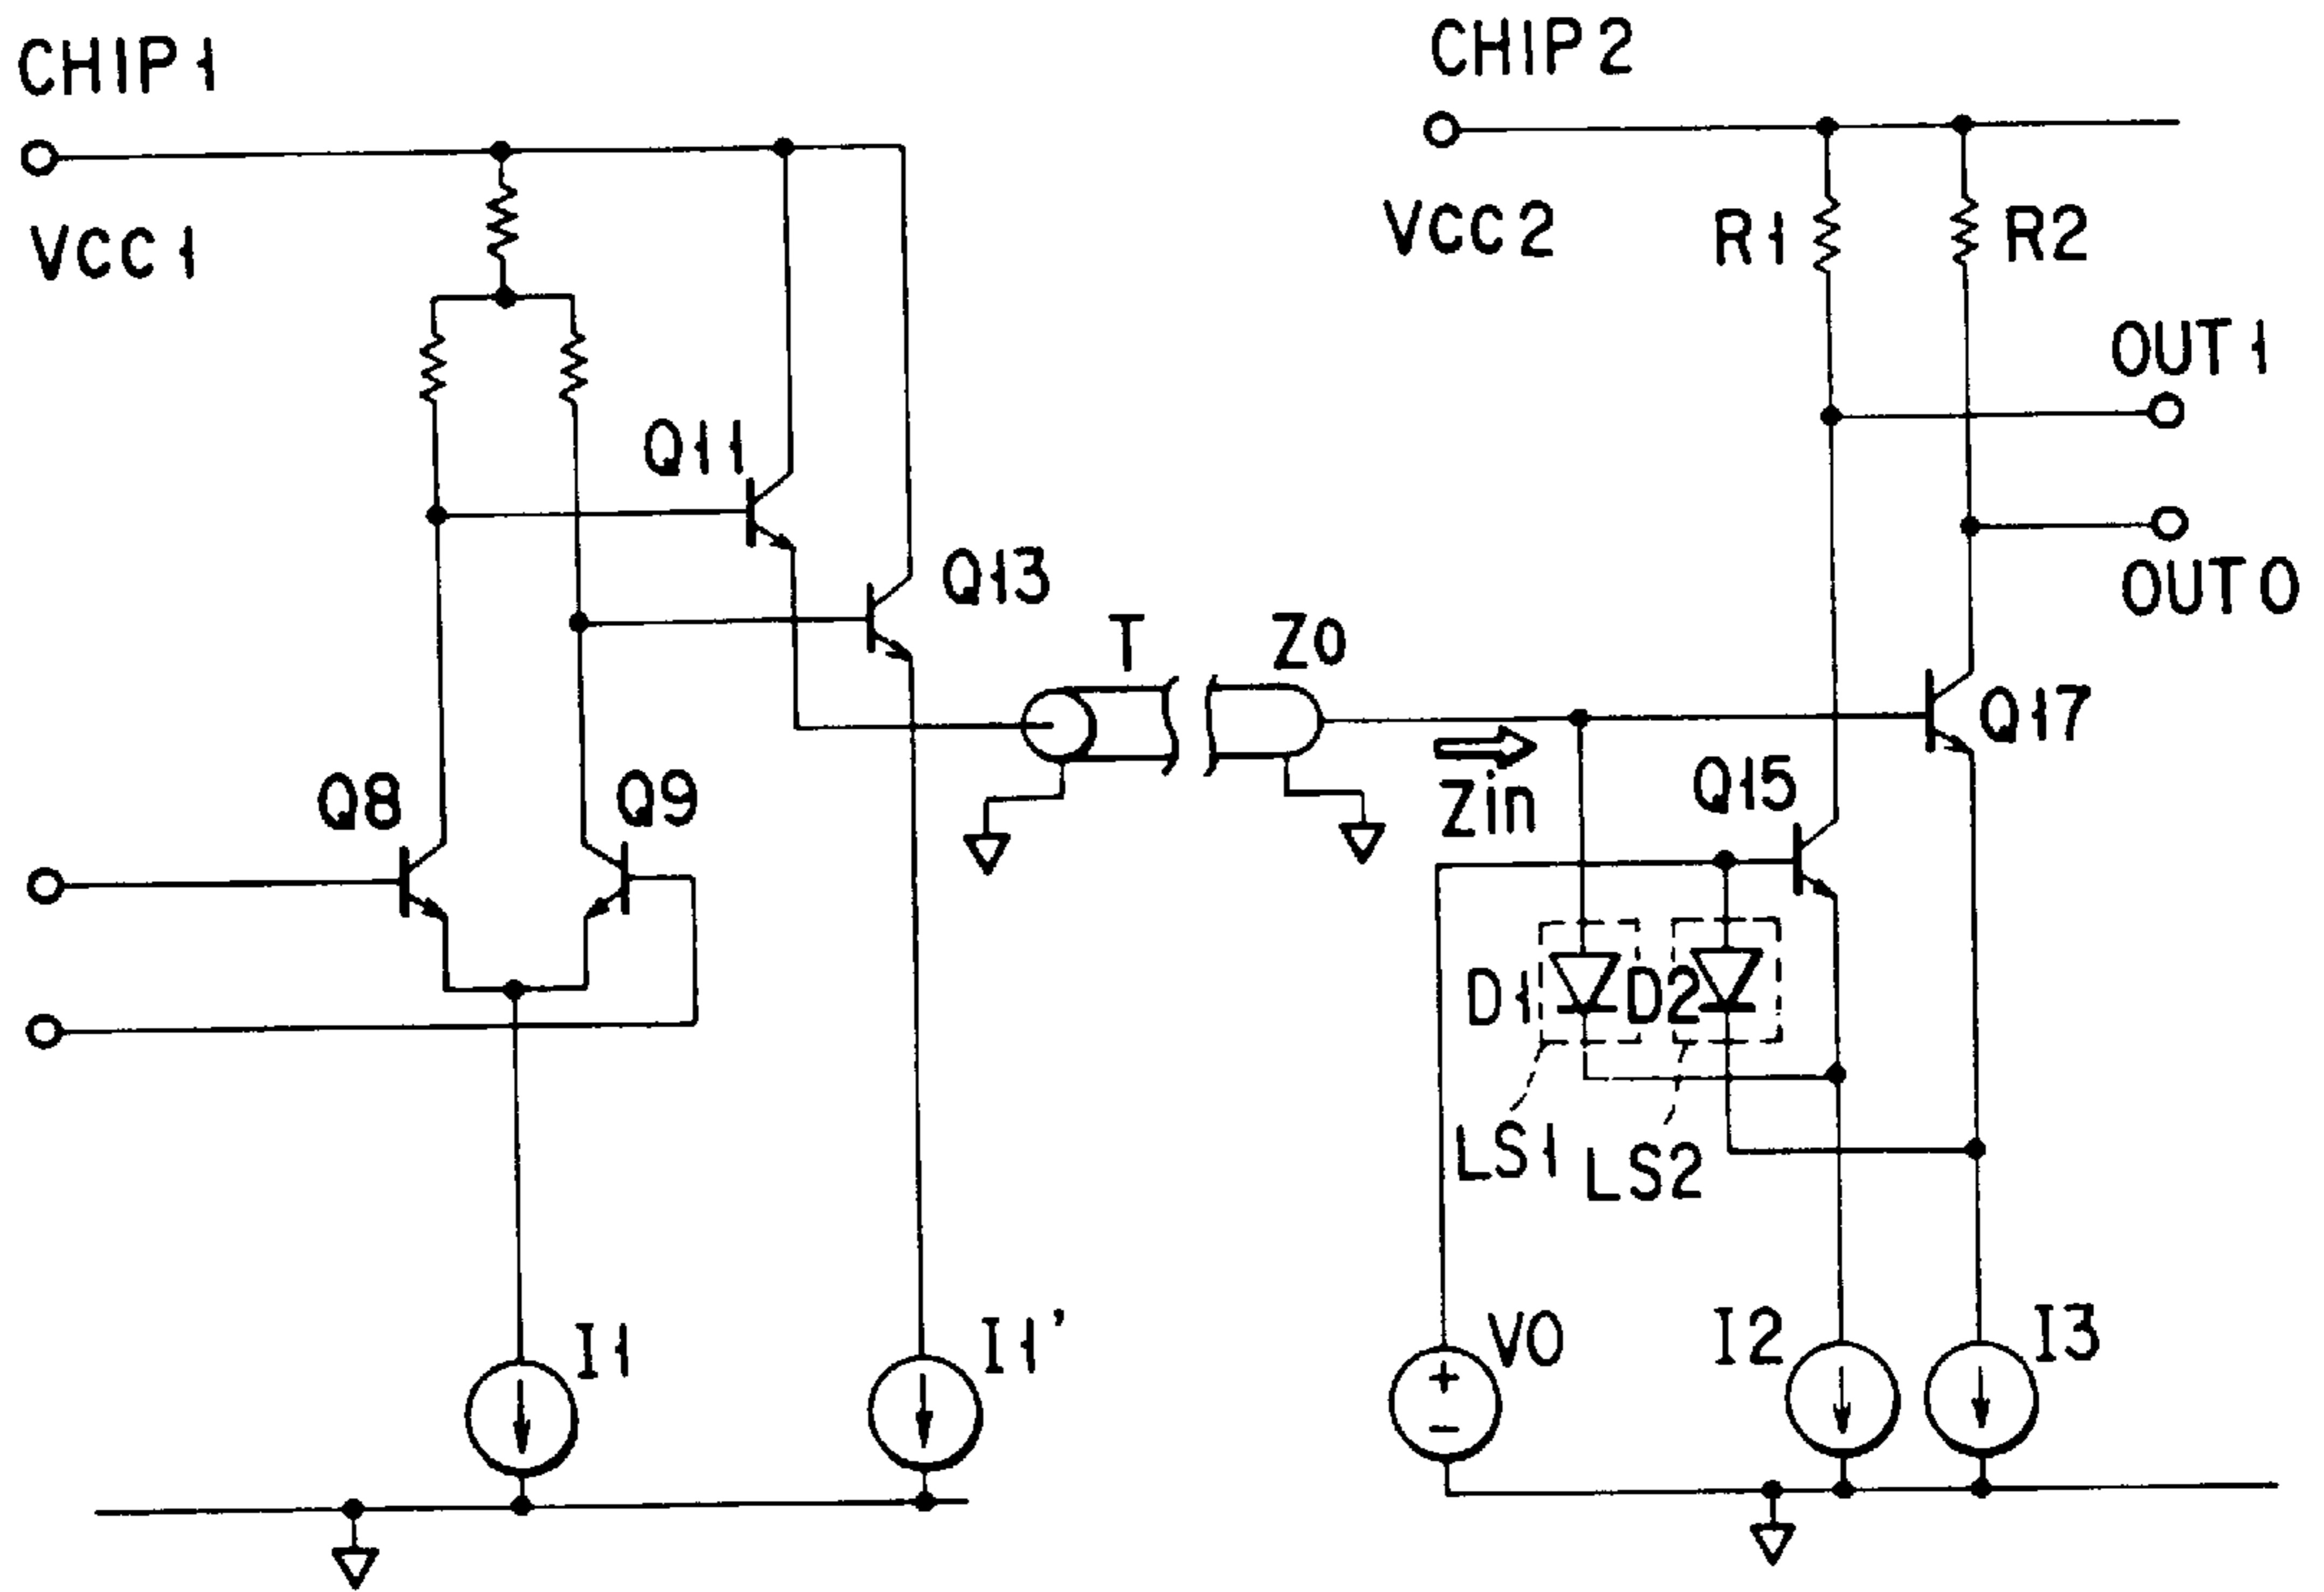 CHIP1
CHIP2
VCC1
VCC2
R1
R2
OUT1
Q11
Q13
OUT0
T
Z0
Q17
Q8
Q9
Zin
Q15
D1
D2
LS1
LS2
I1
I1'
V0
+
−
I2
I3